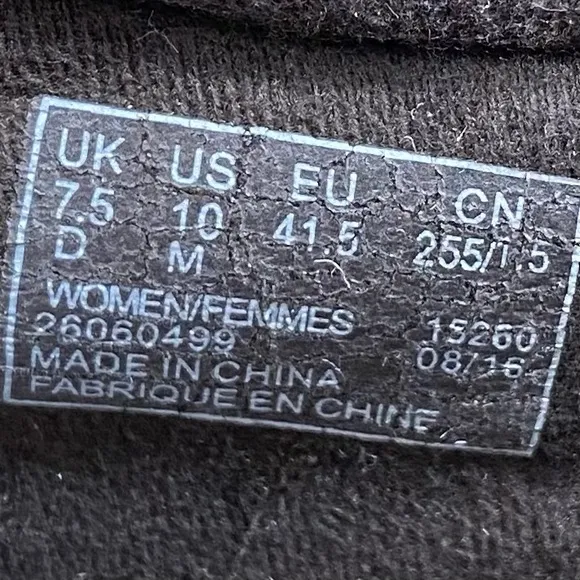 UK US EU CN
7.5 10 41.5 255/1.5
D M
WOMEN/FEMMES 15260
26060499 08/16
MADE IN CHINA
FABRIQUE EN CHINE